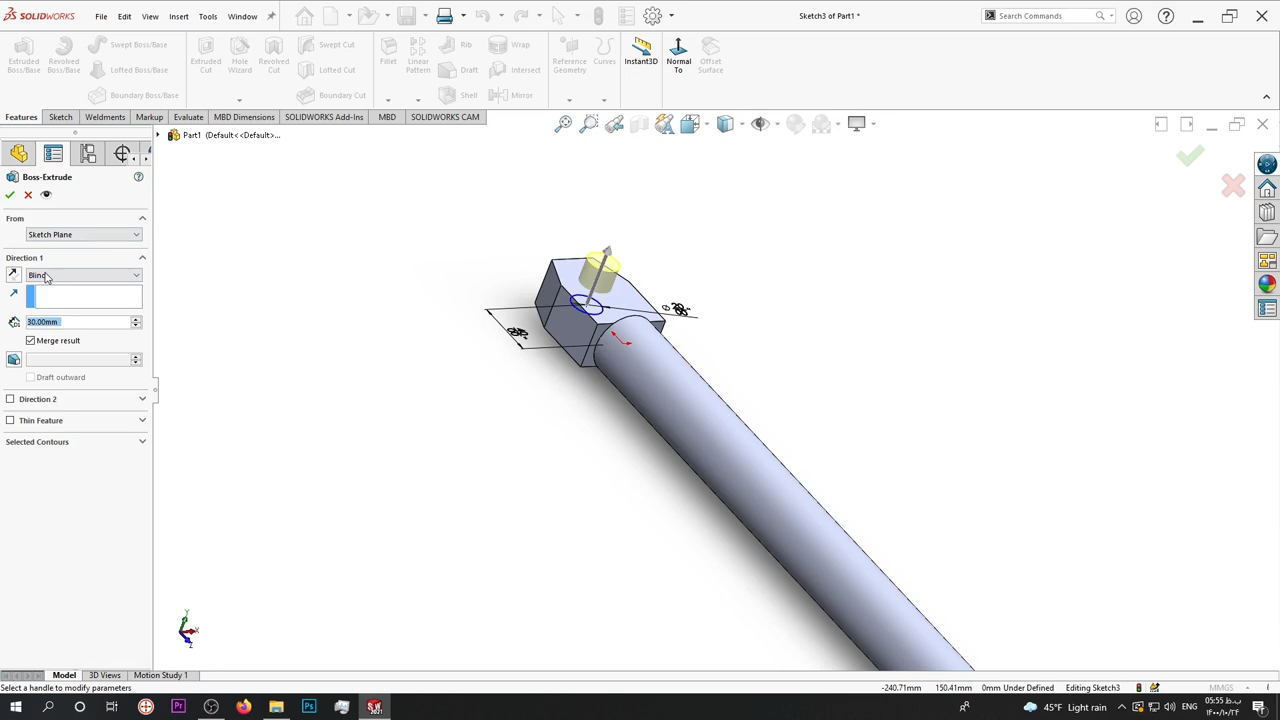 SOLIDWORKS
File Edit View Insert Tools Window
Sketch3 of Part1 *
Search Commands
Extruded Boss/Base
Revolved Boss/Base
Swept Boss/Base
Lofted Boss/Base
Boundary Boss/Base
Extruded Cut
Hole Wizard
Revolved Cut
Swept Cut
Lofted Cut
Boundary Cut
Fillet
Linear Pattern
Rib
Draft
Shell
Wrap
Intersect
Mirror
Reference Geometry
Curves
Instant3D
Normal To
Offset Surface
Features Sketch Weldments Markup Evaluate MBD Dimensions SOLIDWORKS Add-Ins MBD SOLIDWORKS CAM
Part1 (Default<<Default>...
Boss-Extrude
From
Sketch Plane
Direction 1
Blind
30.00mm
Merge result
Draft outward
Direction 2
Thin Feature
Selected Contours
Y
X
Z
Model 3D Views Motion Study 1
Select a handle to modify parameters
-240.71mm 150.41mm 0mm Under Defined Editing Sketch3
MMGS
45°F Light rain
05:55 ب.ظ
۱۴۰۰/۱۰/۲۳